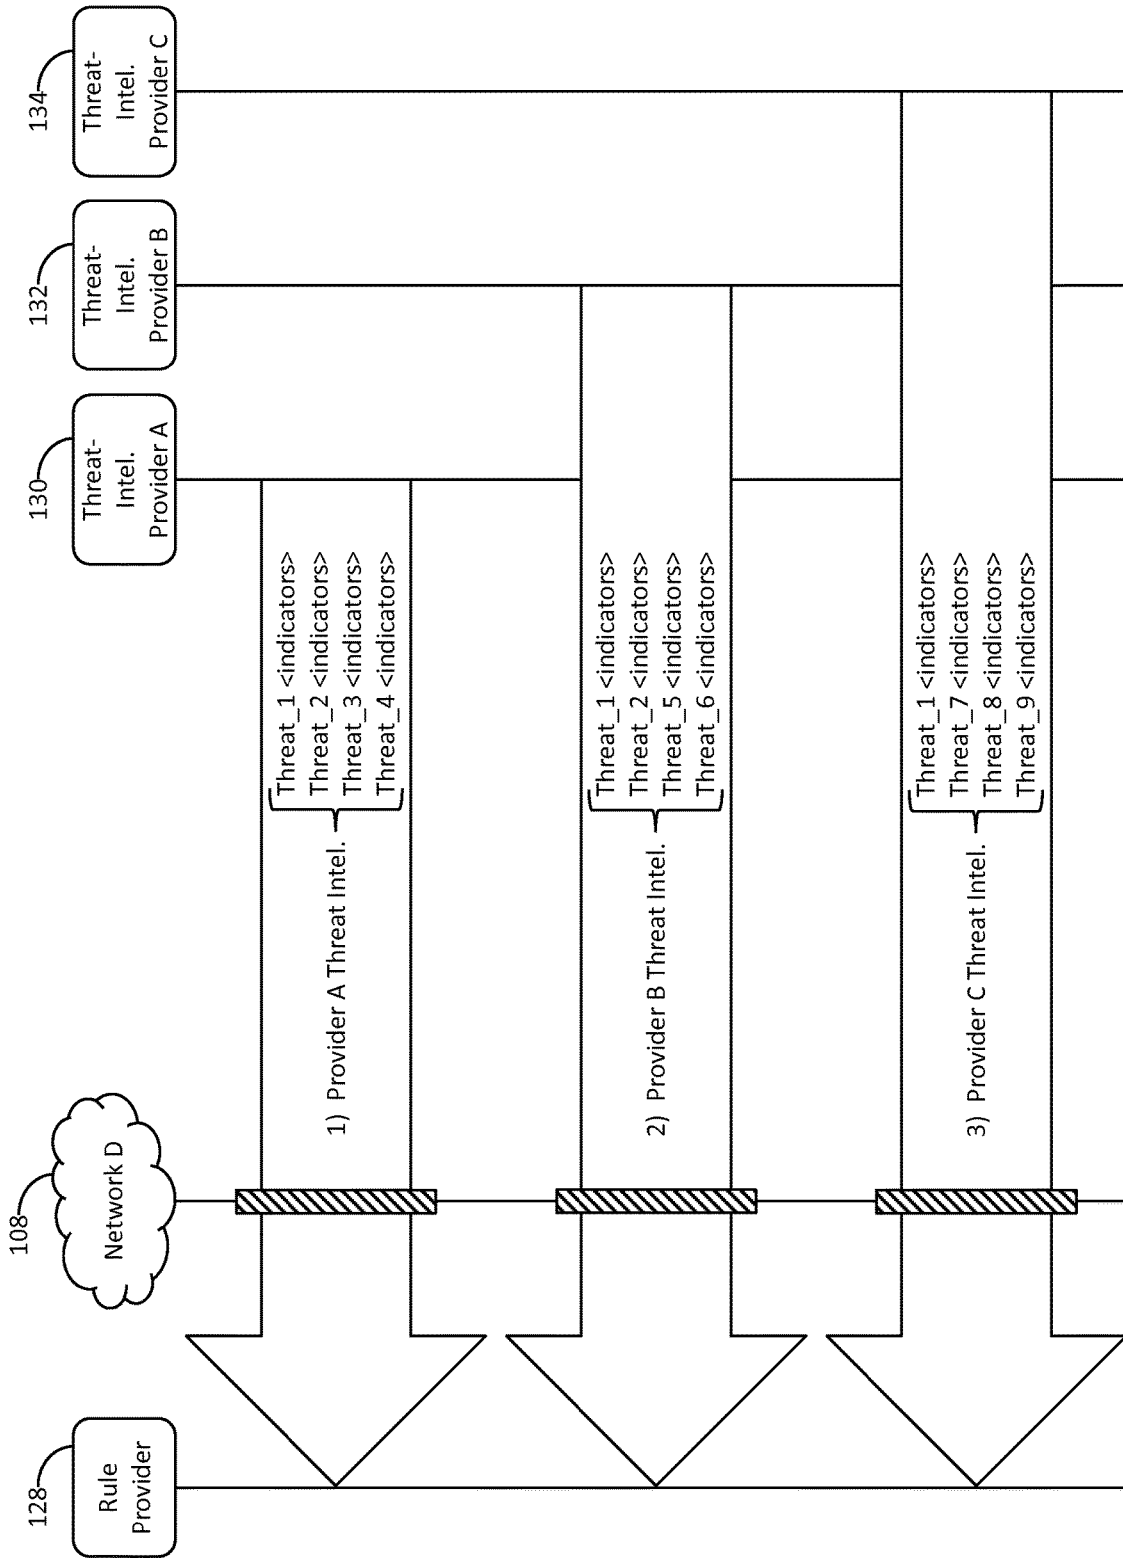 128
Rule
Provider
108
Network D
130
Threat-
Intel.
Provider A
132
Threat-
Intel.
Provider B
134
Threat-
Intel.
Provider C
1) Provider A Threat Intel.
Threat_1 <indicators>
Threat_2 <indicators>
Threat_3 <indicators>
Threat_4 <indicators>
2) Provider B Threat Intel.
Threat_1 <indicators>
Threat_2 <indicators>
Threat_5 <indicators>
Threat_6 <indicators>
3) Provider C Threat Intel.
Threat_1 <indicators>
Threat_7 <indicators>
Threat_8 <indicators>
Threat_9 <indicators>